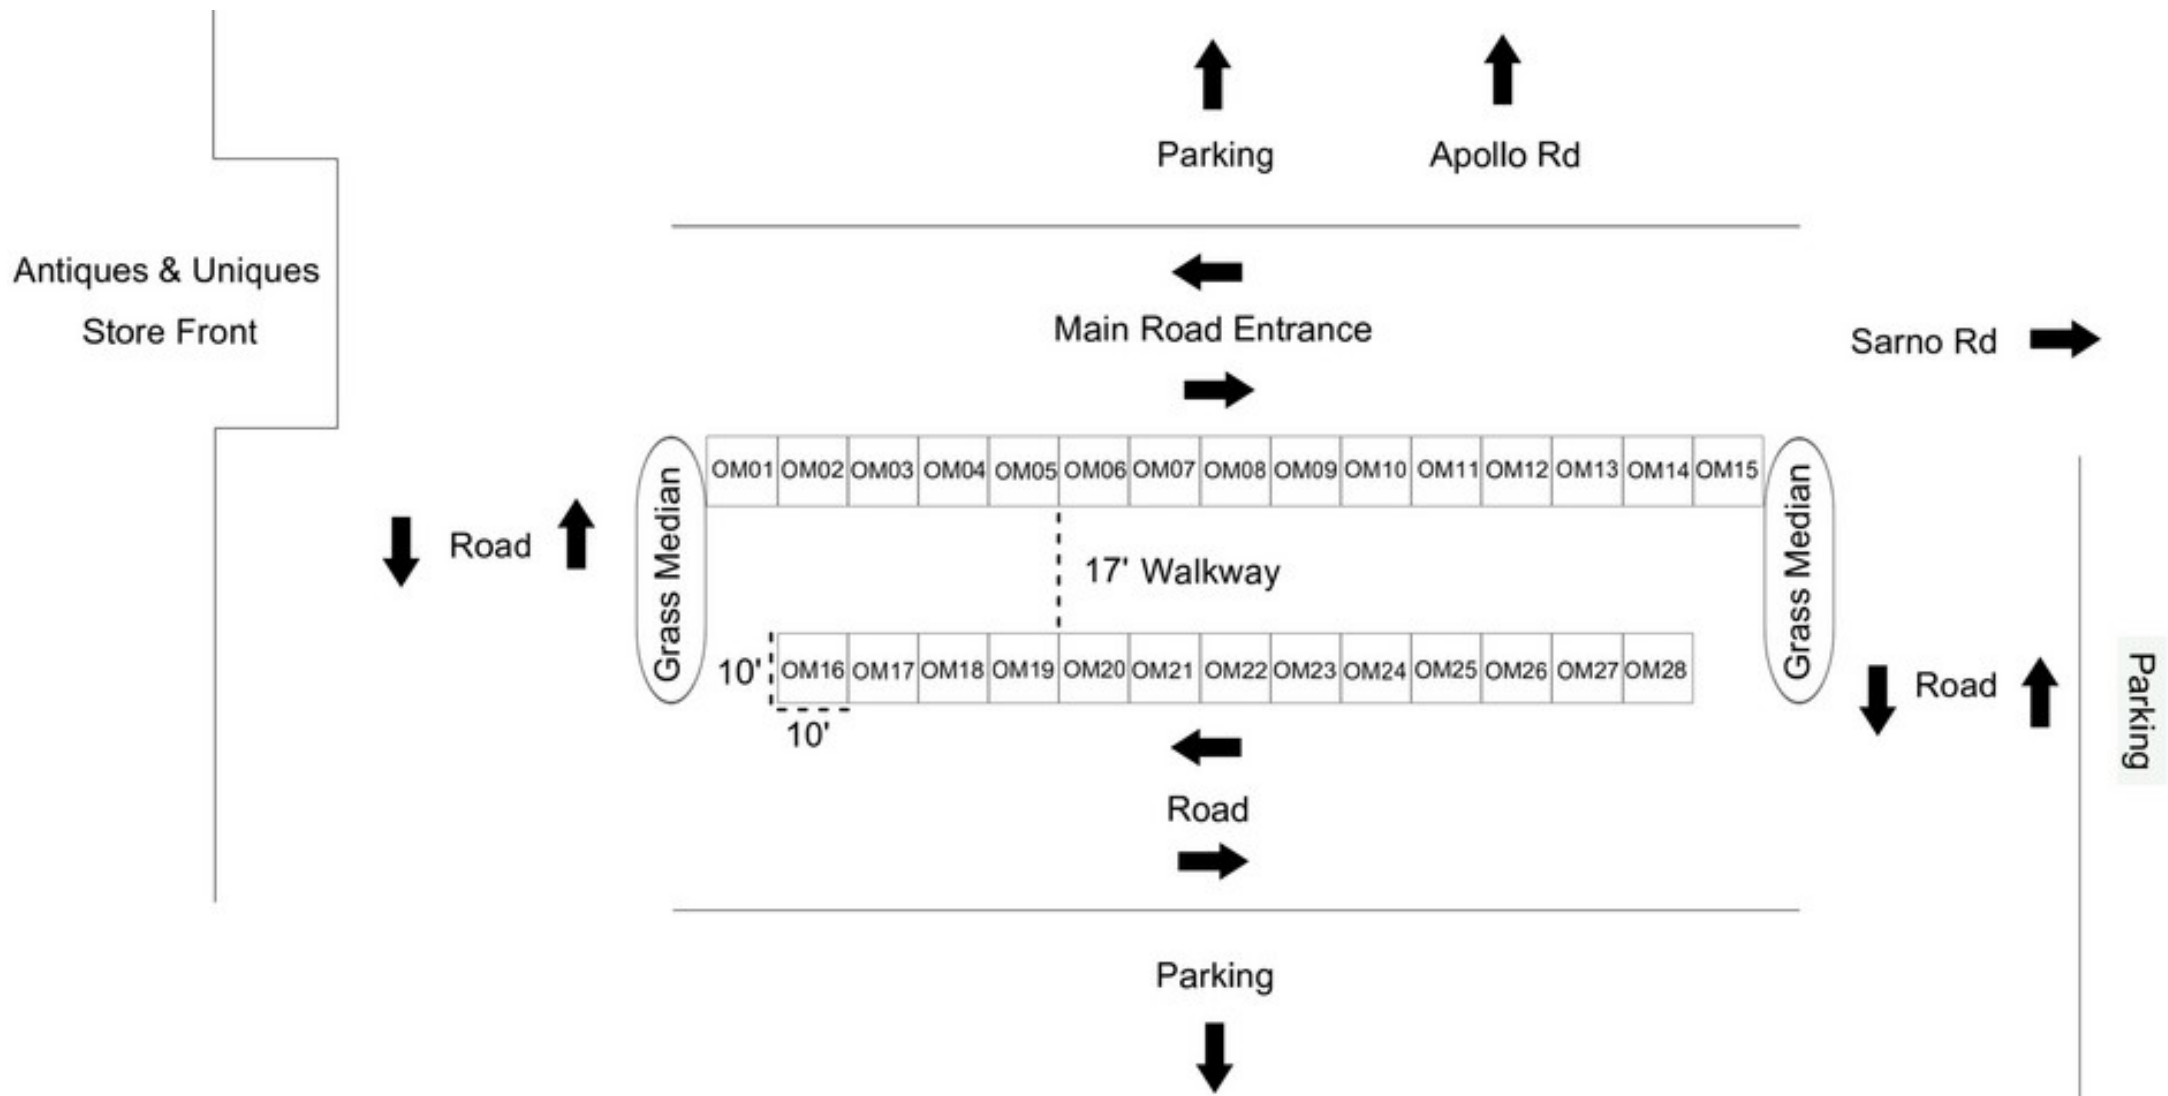 Parking
Apollo Rd
Antiques & Uniques
Store Front
Main Road Entrance
Sarno Rd
OM01 OM02 OM03 OM04 OM05 OM06 OM07 OM08 OM09 OM10 OM11 OM12 OM13 OM14 OM15
Grass Median
Grass Median
Road
17' Walkway
10'
OM16 OM17 OM18 OM19 OM20 OM21 OM22 OM23 OM24 OM25 OM26 OM27 OM28
10'
Road
Parking
Road
Parking